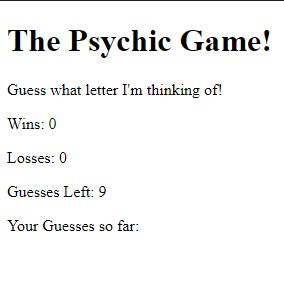 The Psychic Game!
Guess what letter I'm thinking of!
Wins: 0
Losses: 0
Guesses Left: 9
Your Guesses so far: